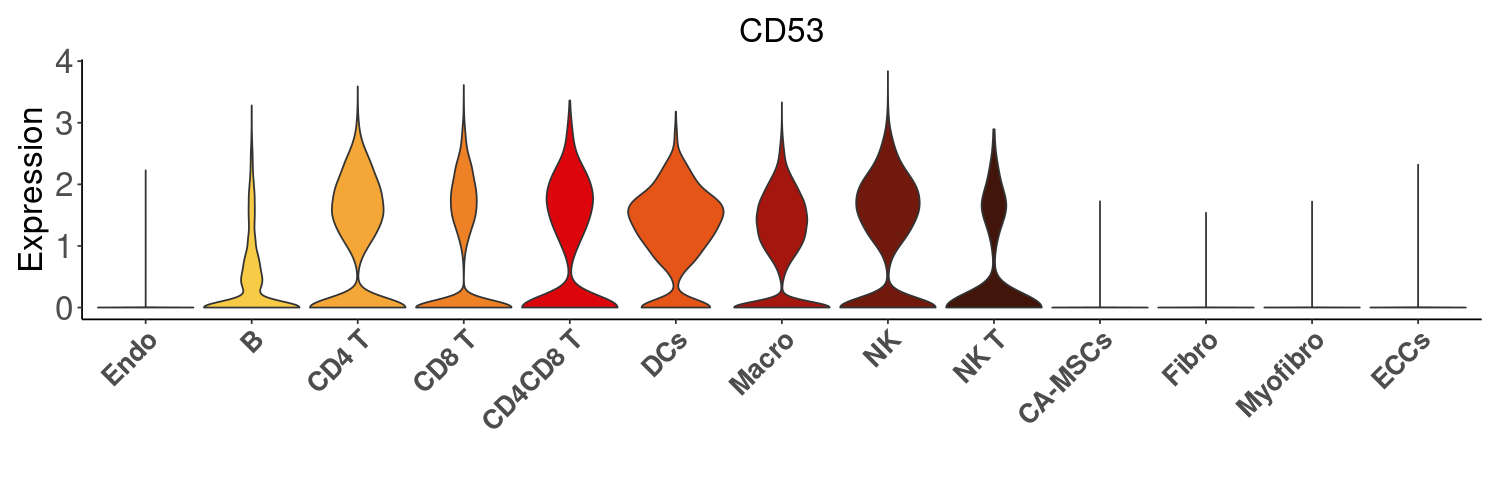 CD53
Expression
4
3
2
1
0
Endo
B
CD4 T
CD8 T
CD4CD8 T
DCs
Macro
NK
NK T
CA-MSCs
Fibro
Myofibro
ECCs